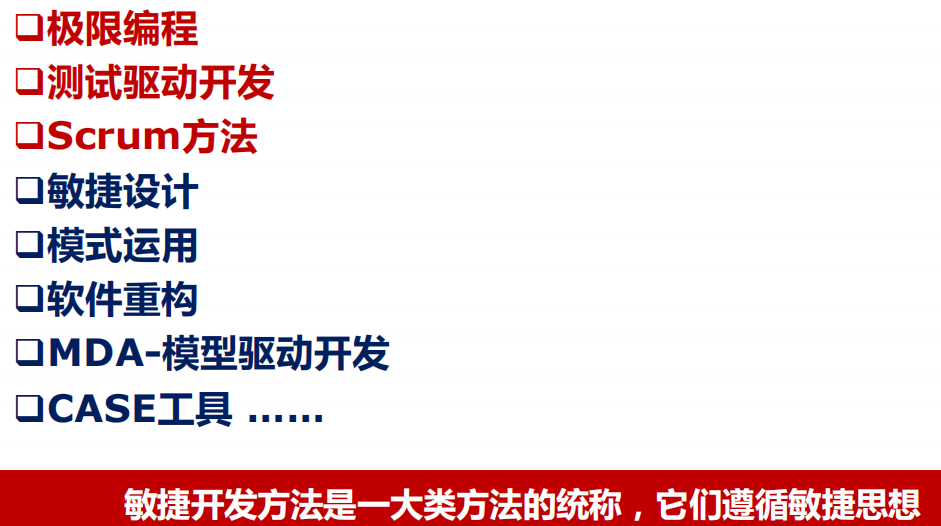 ❑极限编程
❑测试驱动开发
❑Scrum方法
❑敏捷设计
❑模式运用
❑软件重构
❑MDA-模型驱动开发
❑CASE工具 ……
敏捷开发方法是一大类方法的统称，它们遵循敏捷思想